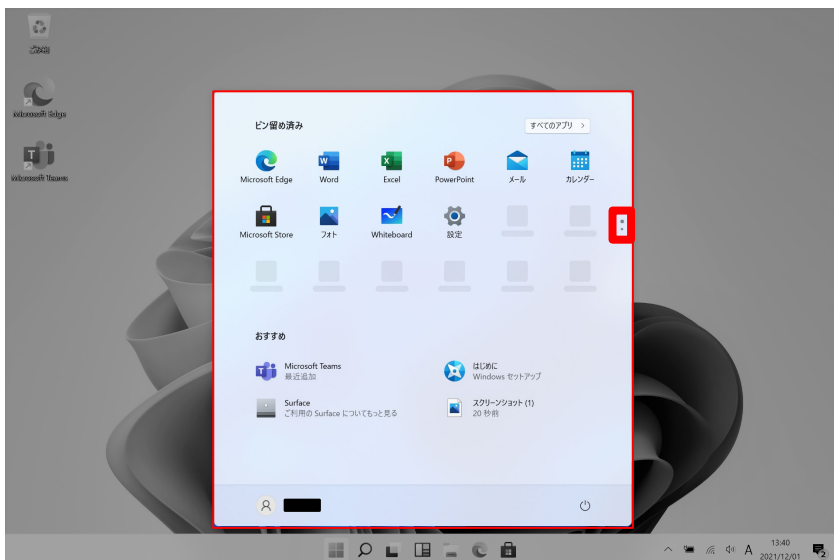 ごみ箱
Microsoft Edge
Microsoft Teams
ピン留め済み
すべてのアプリ
Microsoft Edge
Word
Excel
PowerPoint
メール
カレンダー
Microsoft Store
フォト
Whiteboard
設定
おすすめ
Microsoft Teams
最近追加
はじめに
Windows セットアップ
Surface
ご利用の Surface についてもっと見る
スクリーンショット (1)
20 秒前
A
13:40
2021/12/01
2